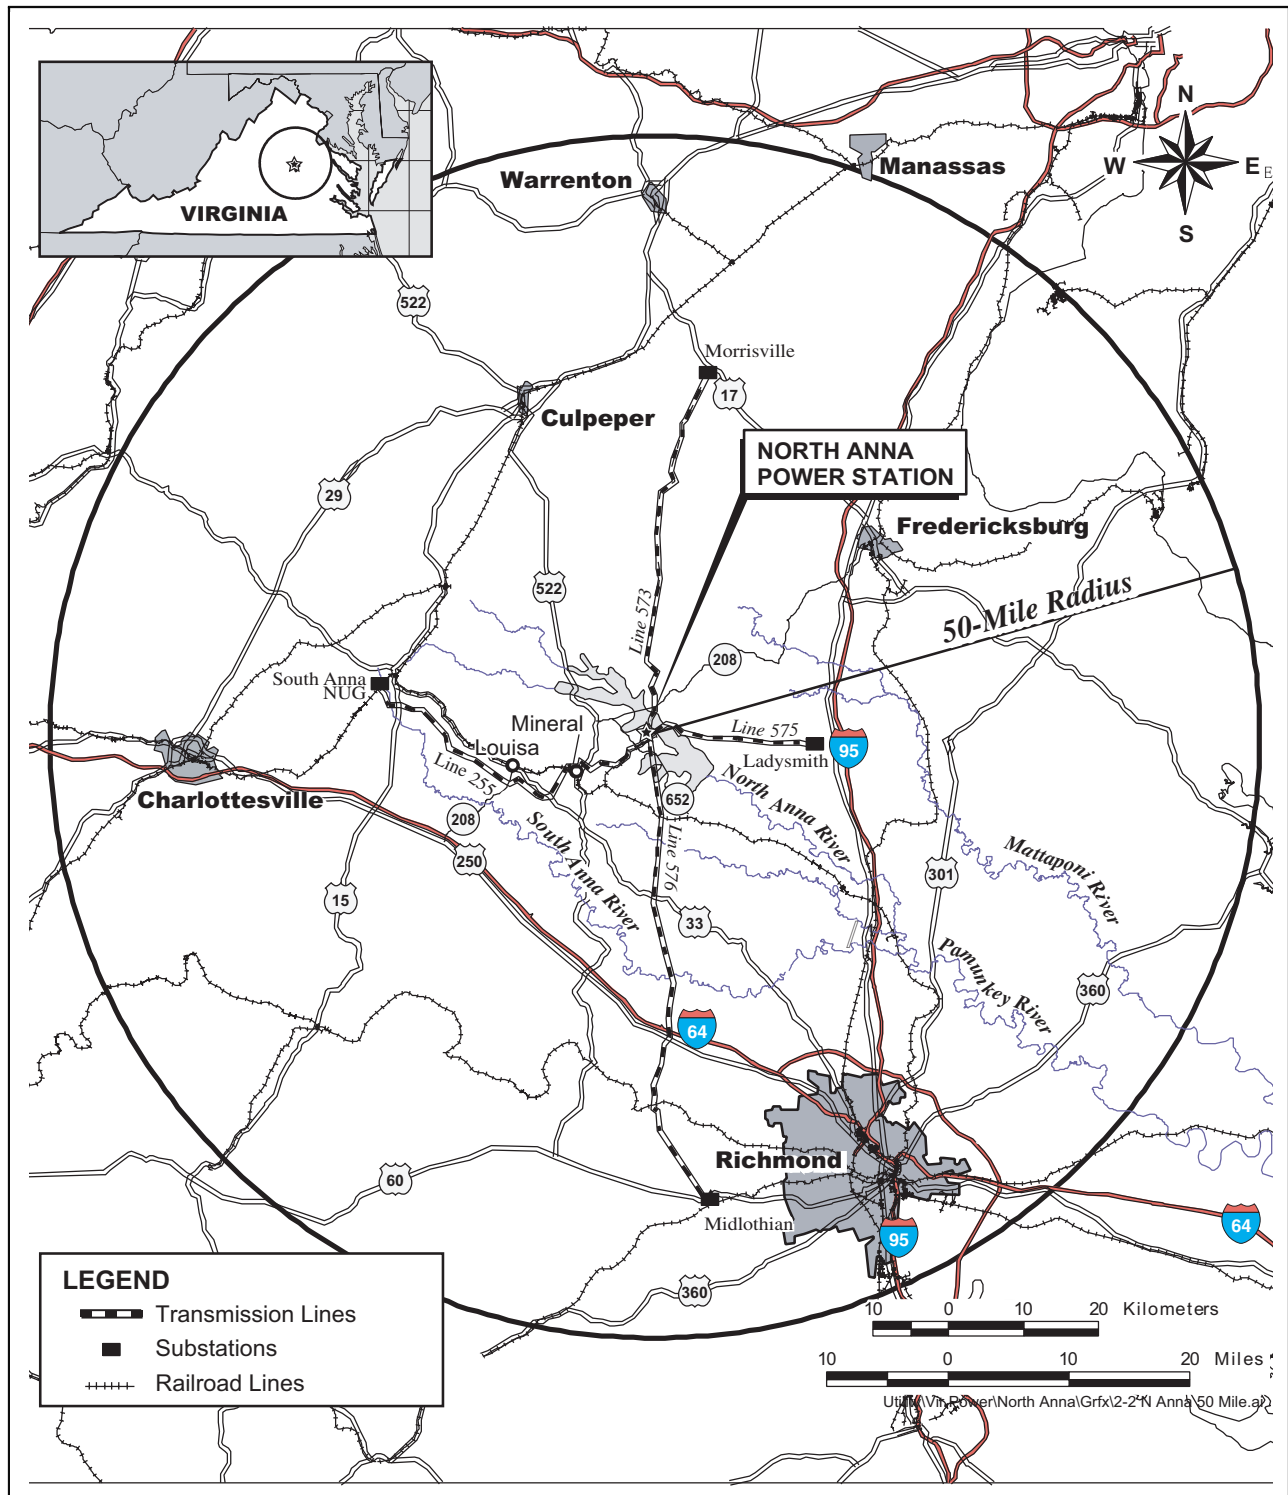 VIRGINIA
N
W
E
E
S
Warrenton
Manassas
522
Morrisville
17
Culpeper
NORTH ANNA
POWER STATION
29
Fredericksburg
522
Line 573
50-Mile Radius
208
South Anna
NUG
Mineral
Louisa
Line 575
Ladysmith
95
Line 255
Charlottesville
652
North Anna River
208
South Anna River
Line 576
250
Mattaponi River
301
15
33
Pamunkey River
360
64
Richmond
60
Midlothian
95
64
360
LEGEND
Transmission Lines
Substations
Railroad Lines
10 0 10 20 Kilometers
10 0 10 20 Miles